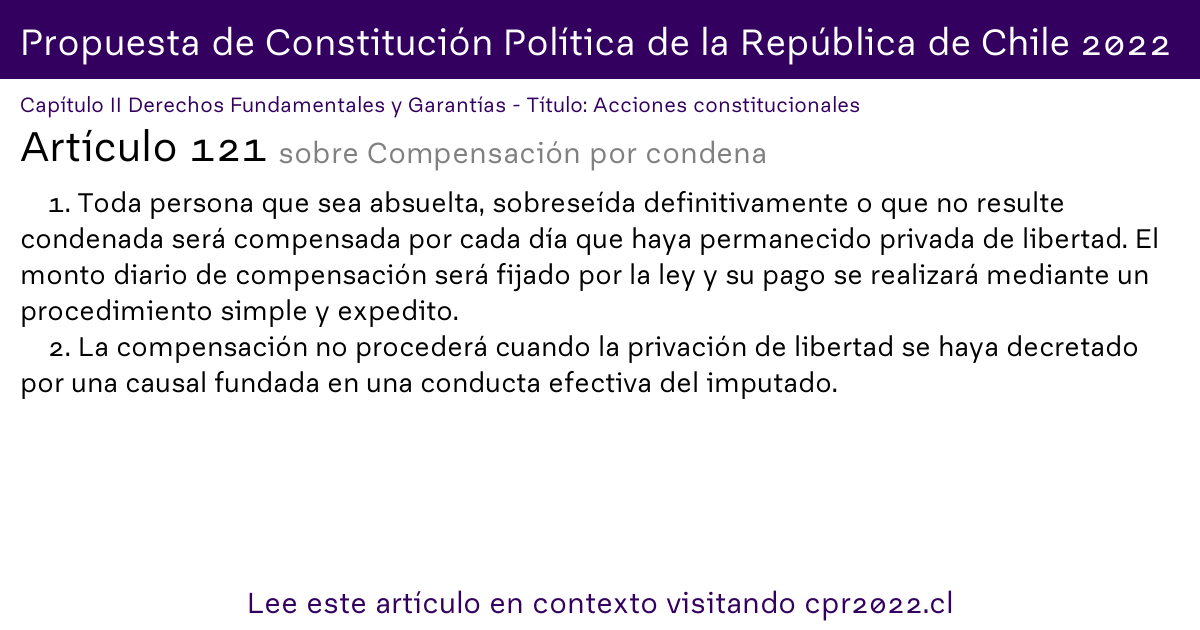 Propuesta de Constitución Política de la República de Chile 2022
Capítulo II Derechos Fundamentales y Garantías - Título: Acciones constitucionales
Artículo 121 sobre Compensación por condena
1. Toda persona que sea absuelta, sobreseída definitivamente o que no resulte
condenada será compensada por cada día que haya permanecido privada de libertad. El
monto diario de compensación será fijado por la ley y su pago se realizará mediante un
procedimiento simple y expedito.
2. La compensación no procederá cuando la privación de libertad se haya decretado
por una causal fundada en una conducta efectiva del imputado.
Lee este artículo en contexto visitando cpr2022.cl